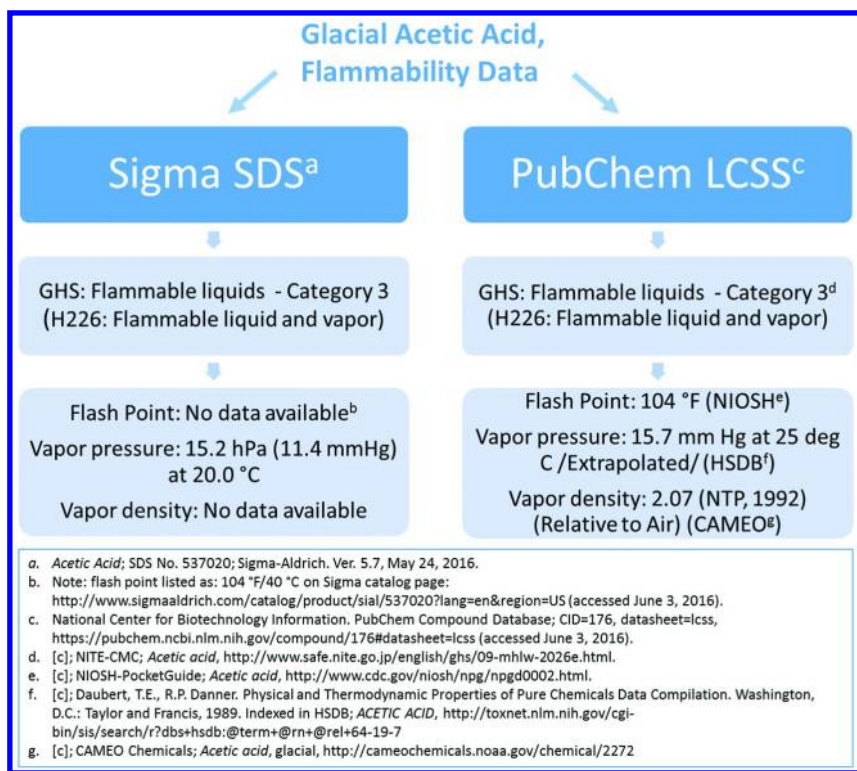 Glacial Acetic Acid,
Flammability Data
Sigma SDSᵃ
PubChem LCSSᶜ
GHS: Flammable liquids - Category 3
(H226: Flammable liquid and vapor)
GHS: Flammable liquids - Category 3ᵈ
(H226: Flammable liquid and vapor)
Flash Point: No data availableᵇ
Vapor pressure: 15.2 hPa (11.4 mmHg)
at 20.0 °C
Vapor density: No data available
Flash Point: 104 °F (NIOSHᵉ)
Vapor pressure: 15.7 mm Hg at 25 deg
C /Extrapolated/ (HSDBᶠ)
Vapor density: 2.07 (NTP, 1992)
(Relative to Air) (CAMEOᵍ)
a. Acetic Acid; SDS No. 537020; Sigma-Aldrich. Ver. 5.7, May 24, 2016.
b. Note: flash point listed as: 104 °F/40 °C on Sigma catalog page:
http://www.sigmaaldrich.com/catalog/product/sial/537020?lang=en&region=US (accessed June 3, 2016).
c. National Center for Biotechnology Information. PubChem Compound Database; CID=176, datasheet=lcss,
https://pubchem.ncbi.nlm.nih.gov/compound/176#datasheet=lcss (accessed June 3, 2016).
d. [c]; NITE-CMC; Acetic acid, http://www.safe.nite.go.jp/english/ghs/09-mhlw-2026e.html.
e. [c]; NIOSH-PocketGuide; Acetic acid, http://www.cdc.gov/niosh/npg/npgd0002.html.
f. [c]; Daubert, T.E., R.P. Danner. Physical and Thermodynamic Properties of Pure Chemicals Data Compilation. Washington,
D.C.: Taylor and Francis, 1989. Indexed in HSDB; ACETIC ACID, http://toxnet.nlm.nih.gov/cgi-
bin/sis/search/r?dbs+hsdb:@term+@rn+@rel+64-19-7
g. [c]; CAMEO Chemicals; Acetic acid, glacial, http://cameochemicals.noaa.gov/chemical/2272